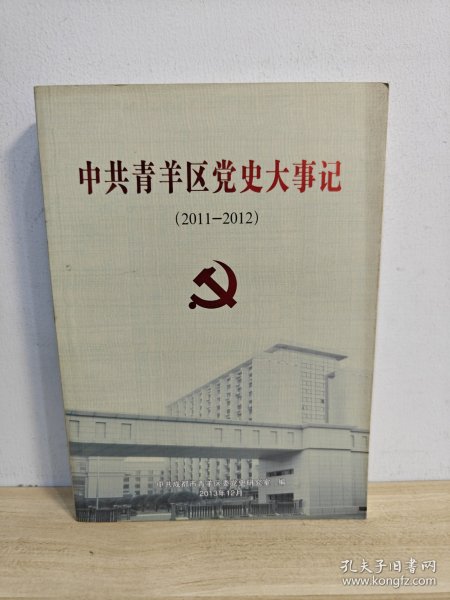 中共青羊区党史大事记
(2011-2012)
中共成都市青羊区委党史研究室 编
2013年12月
孔夫子旧书网
www.kongfz.com